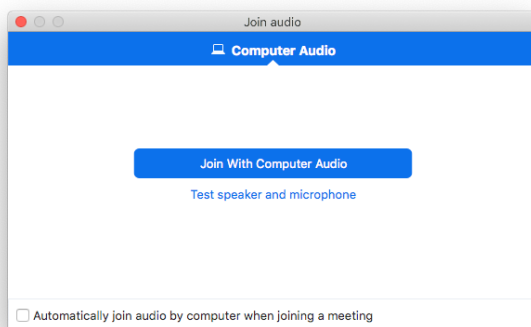 Join audio
Computer Audio
Join With Computer Audio
Test speaker and microphone
Automatically join audio by computer when joining a meeting